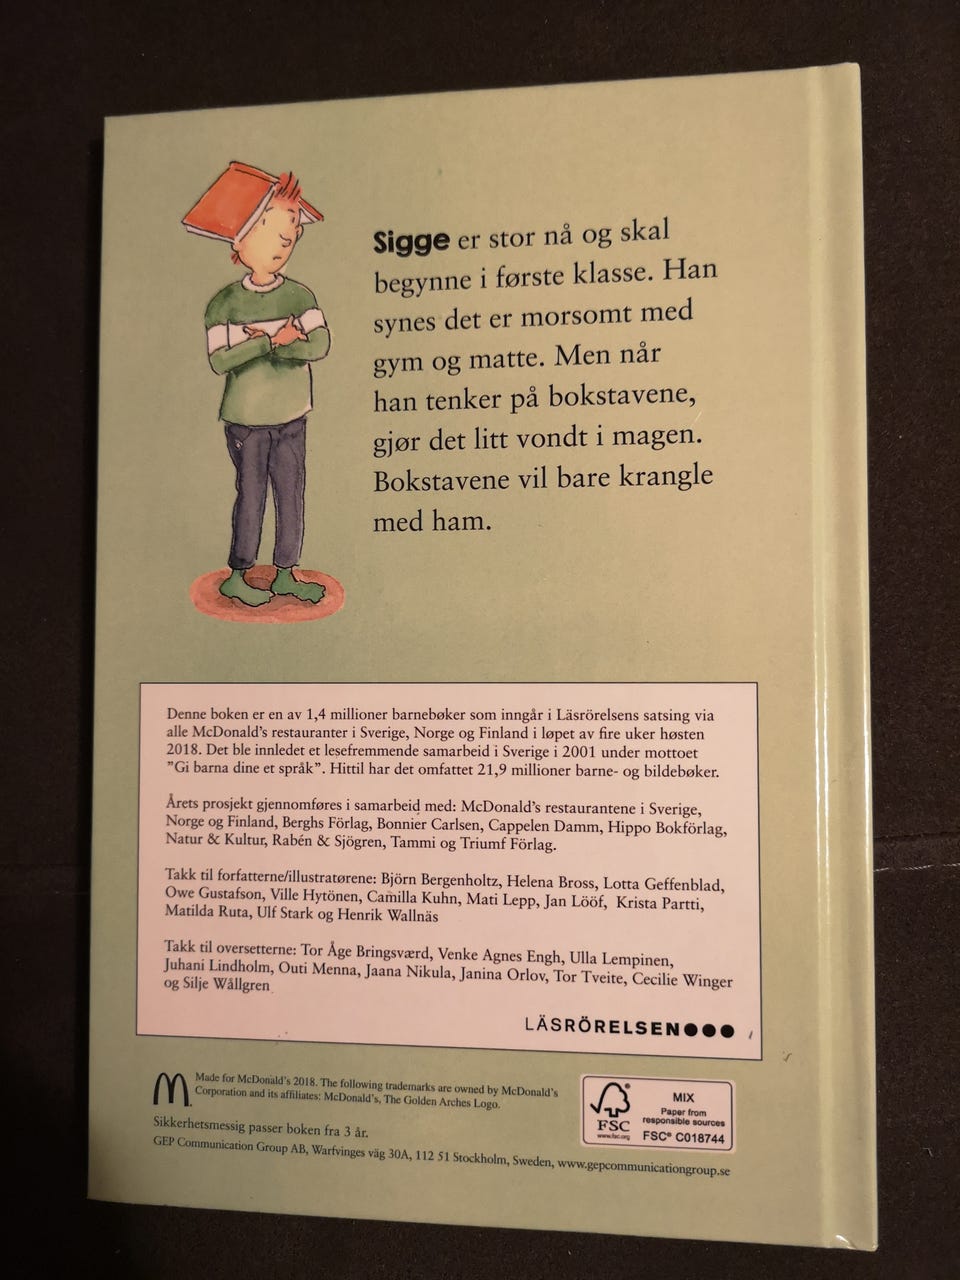 Sigge er stor nå og skal
begynne i første klasse. Han
synes det er morsomt med
gym og matte. Men når
han tenker på bokstavene,
gjør det litt vondt i magen.
Bokstavene vil bare krangle
med ham.
Denne boken er en av 1,4 millioner barnebøker som inngår i Läsrörelsens satsing via
alle McDonald's restauranter i Sverige, Norge og Finland i løpet av fire uker høsten
2018. Det ble innledet et lesefremmende samarbeid i Sverige i 2001 under mottoet
"Gi barna dine et språk". Hittil har det omfattet 21,9 millioner barne- og bildebøker.
Årets prosjekt gjennomføres i samarbeid med: McDonald's restaurantene i Sverige,
Norge og Finland, Berghs Förlag, Bonnier Carlsen, Cappelen Damm, Hippo Bokförlag,
Natur & Kultur, Rabén & Sjögren, Tammi og Triumf Förlag.
Takk til forfatterne/illustratørene: Björn Bergenholtz, Helena Bross, Lotta Geffenblad,
Owe Gustafson, Ville Hytönen, Camilla Kuhn, Mati Lepp, Jan Lööf, Krista Partti,
Matilda Ruta, Ulf Stark og Henrik Wallnäs
Takk til oversetterne: Tor Åge Bringsværd, Venke Agnes Engh, Ulla Lempinen,
Juhani Lindholm, Outi Menna, Jaana Nikula, Janina Orlov, Tor Tveite, Cecilie Winger
og Silje Wållgren
LÄSRÖRELSEN●●●
Made for McDonald's 2018. The following trademarks are owned by McDonald's
Corporation and its affiliates: McDonald's, The Golden Arches Logo.
Sikkerhetsmessig passer boken fra 3 år.
GEP Communication Group AB, Warfvinges väg 30A, 112 51 Stockholm, Sweden, www.gepcommunicationgroup.se
FSC
www.fsc.org
MIX
Paper from
responsible sources
FSC® C018744